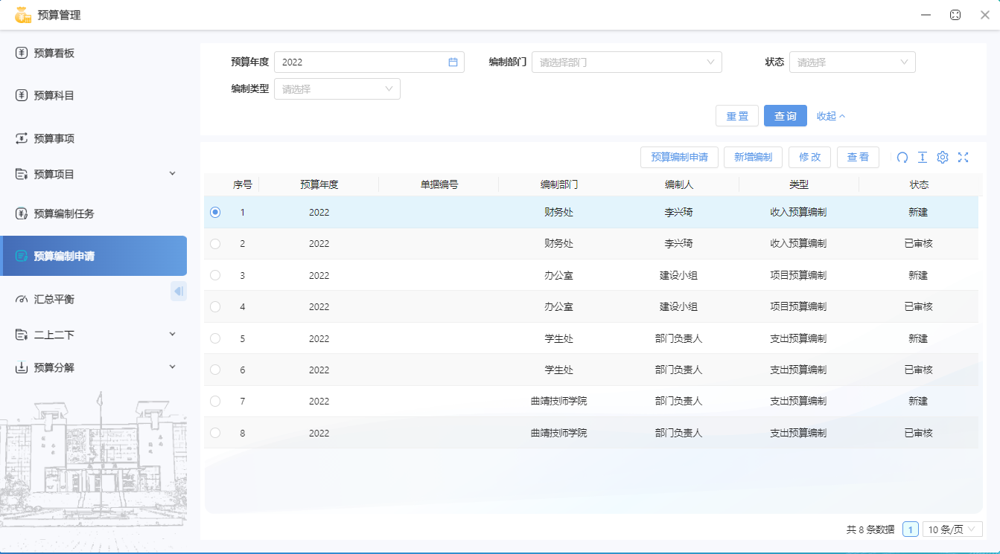 预算管理
预算看板
预算科目
预算事项
预算项目
预算编制任务
预算编制申请
汇总平衡
二上二下
预算分解
预算年度 2022 编制部门 请选择部门 状态 请选择
编制类型 请选择
重置 查询 收起
预算编制申请 新增编制 修改 查看
序号 预算年度 单据编号 编制部门 编制人 类型 状态
1 2022 财务处 李兴琦 收入预算编制 新建
2 2022 财务处 李兴琦 收入预算编制 已审核
3 2022 办公室 建设小组 项目预算编制 新建
4 2022 办公室 建设小组 项目预算编制 已审核
5 2022 学生处 部门负责人 支出预算编制 新建
6 2022 学生处 部门负责人 支出预算编制 已审核
7 2022 曲靖技师学院 部门负责人 支出预算编制 新建
8 2022 曲靖技师学院 部门负责人 支出预算编制 已审核
共 8 条数据 1 10 条/页